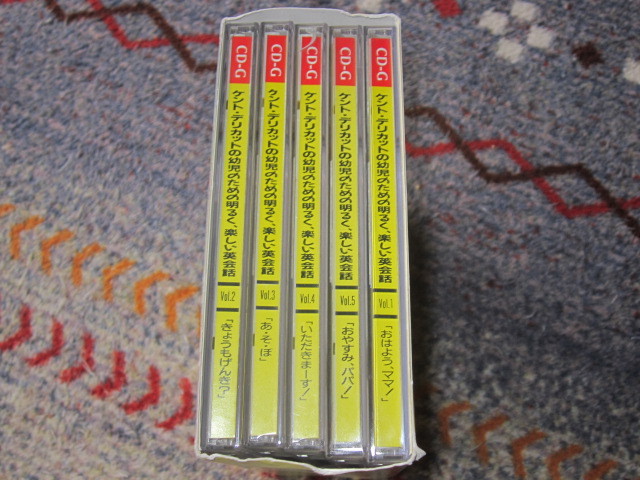 CD-G ケント・デリカットの幼児のための明るく、楽しい英会話 Vol.2 「きょうもげんき?」
CD-G ケント・デリカットの幼児のための明るく、楽しい英会話 Vol.3 「あ・そ・ぼ」
CD-G ケント・デリカットの幼児のための明るく、楽しい英会話 Vol.4 「いただきまーす!」
CD-G ケント・デリカットの幼児のための明るく、楽しい英会話 Vol.5 「おやすみ、パパ!」
CD-G ケント・デリカットの幼児のための明るく、楽しい英会話 Vol.1 「おはよう、ママ!」